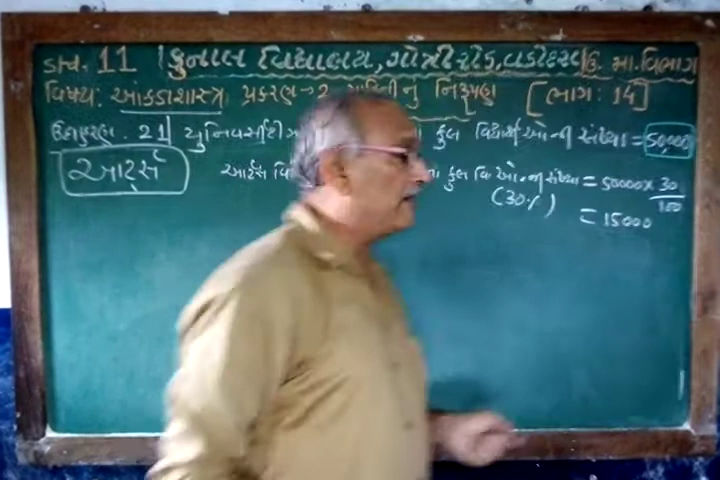 ધોર. 11 | કુનાલ વિદ્યાલય, ગોત્રી રોડ, વડોદરા | ઉ. મા. વિભાગ
વિષય: આંકડાશાસ્ત્ર પ્રકરણ-2 માહિતીનું નિરૂપણ [ભાગ: 14]
ઉદાહરણ. 21 | યુનિવર્સિટી કુલ વિદ્યાર્થીઓની સંખ્યા = 50,000
આર્ટ્સ
આર્ટસ વિ કુલ વિ.ઓ.ની સંખ્યા = 50000 × 30/100
(30%)
= 15000